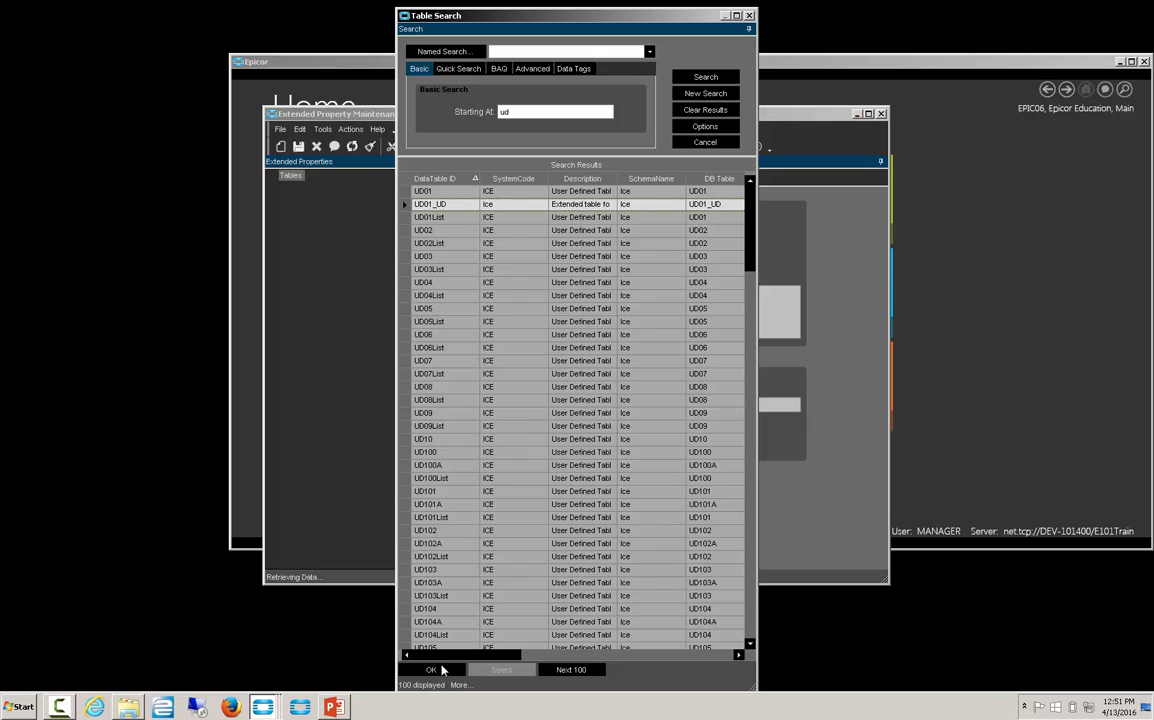 Table Search
Search
Named Search...
Basic Quick Search BAQ Advanced Data Tags
Basic Search
Starting At: ud
Search
New Search
Clear Results
Options
Cancel
Epicor
Home
EPIC06, Epicor Education, Main
Extended Property Maintenan
File Edit Tools Actions Help
Extended Properties
Tables
Search Results
DataTable ID SystemCode Description SchemaName DB Table
UD01 ICE User Defined Tabl Ice UD01
UD01_UD Ice Extended table fo Ice UD01_UD
UD01List ICE User Defined Tabl Ice UD01
UD02 ICE User Defined Tabl Ice UD02
UD02List ICE User Defined Tabl Ice UD02
UD03 ICE User Defined Tabl Ice UD03
UD03List ICE User Defined Tabl Ice UD03
UD04 ICE User Defined Tabl Ice UD04
UD04List ICE User Defined Tabl Ice UD04
UD05 ICE User Defined Tabl Ice UD05
UD05List ICE User Defined Tabl Ice UD05
UD06 ICE User Defined Tabl Ice UD06
UD06List ICE User Defined Tabl Ice UD06
UD07 ICE User Defined Tabl Ice UD07
UD07List ICE User Defined Tabl Ice UD07
UD08 ICE User Defined Tabl Ice UD08
UD08List ICE User Defined Tabl Ice UD08
UD09 ICE User Defined Tabl Ice UD09
UD09List ICE User Defined Tabl Ice UD09
UD10 ICE User Defined Tabl Ice UD10
UD100 ICE User Defined Tabl Ice UD100
UD100A ICE User Defined Tabl Ice UD100A
UD100List ICE User Defined Tabl Ice UD100
UD101 ICE User Defined Tabl Ice UD101
UD101A ICE User Defined Tabl Ice UD101A
UD101List ICE User Defined Tabl Ice UD101
UD102 ICE User Defined Tabl Ice UD102
UD102A ICE User Defined Tabl Ice UD102A
UD102List ICE User Defined Tabl Ice UD102
UD103 ICE User Defined Tabl Ice UD103
UD103A ICE User Defined Tabl Ice UD103A
UD103List ICE User Defined Tabl Ice UD103
UD104 ICE User Defined Tabl Ice UD104
UD104A ICE User Defined Tabl Ice UD104A
UD104List ICE User Defined Tabl Ice UD104
UD105 ICE User Defined Tabl Ice UD105
User: MANAGER Server: net.tcp://DEV-101400/E101Train
Retrieving Data...
OK Select Next 100
100 displayed More...
Start
12:51 PM
4/13/2016